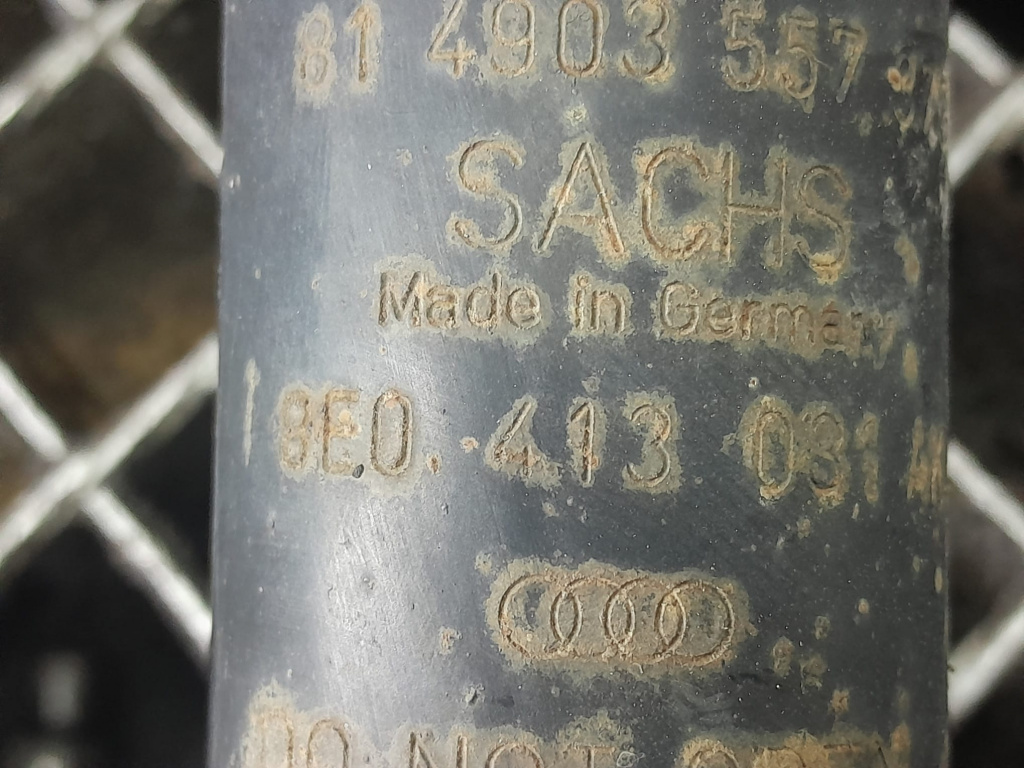 81 4903 557
SACHS
Made in Germany
8E0. 413 031
DO NOT OPEN